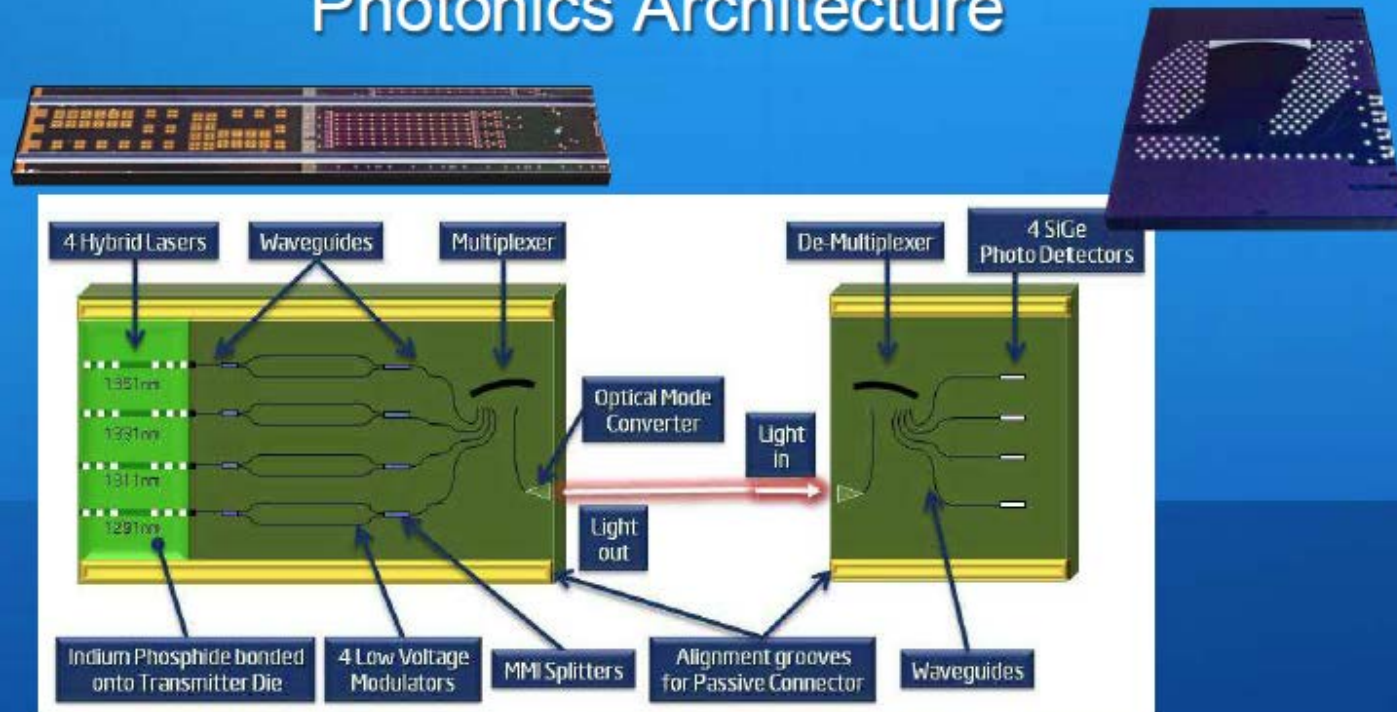 Photonics Architecture
4 Hybrid Lasers
Waveguides
Multiplexer
De-Multiplexer
4 SiGe
Photo Detectors
1351nm
1331nm
1311nm
1291nm
Optical Mode
Converter
Light
in
Light
out
Indium Phosphide bonded
onto Transmitter Die
4 Low Voltage
Modulators
MMI Splitters
Alignment grooves
for Passive Connector
Waveguides